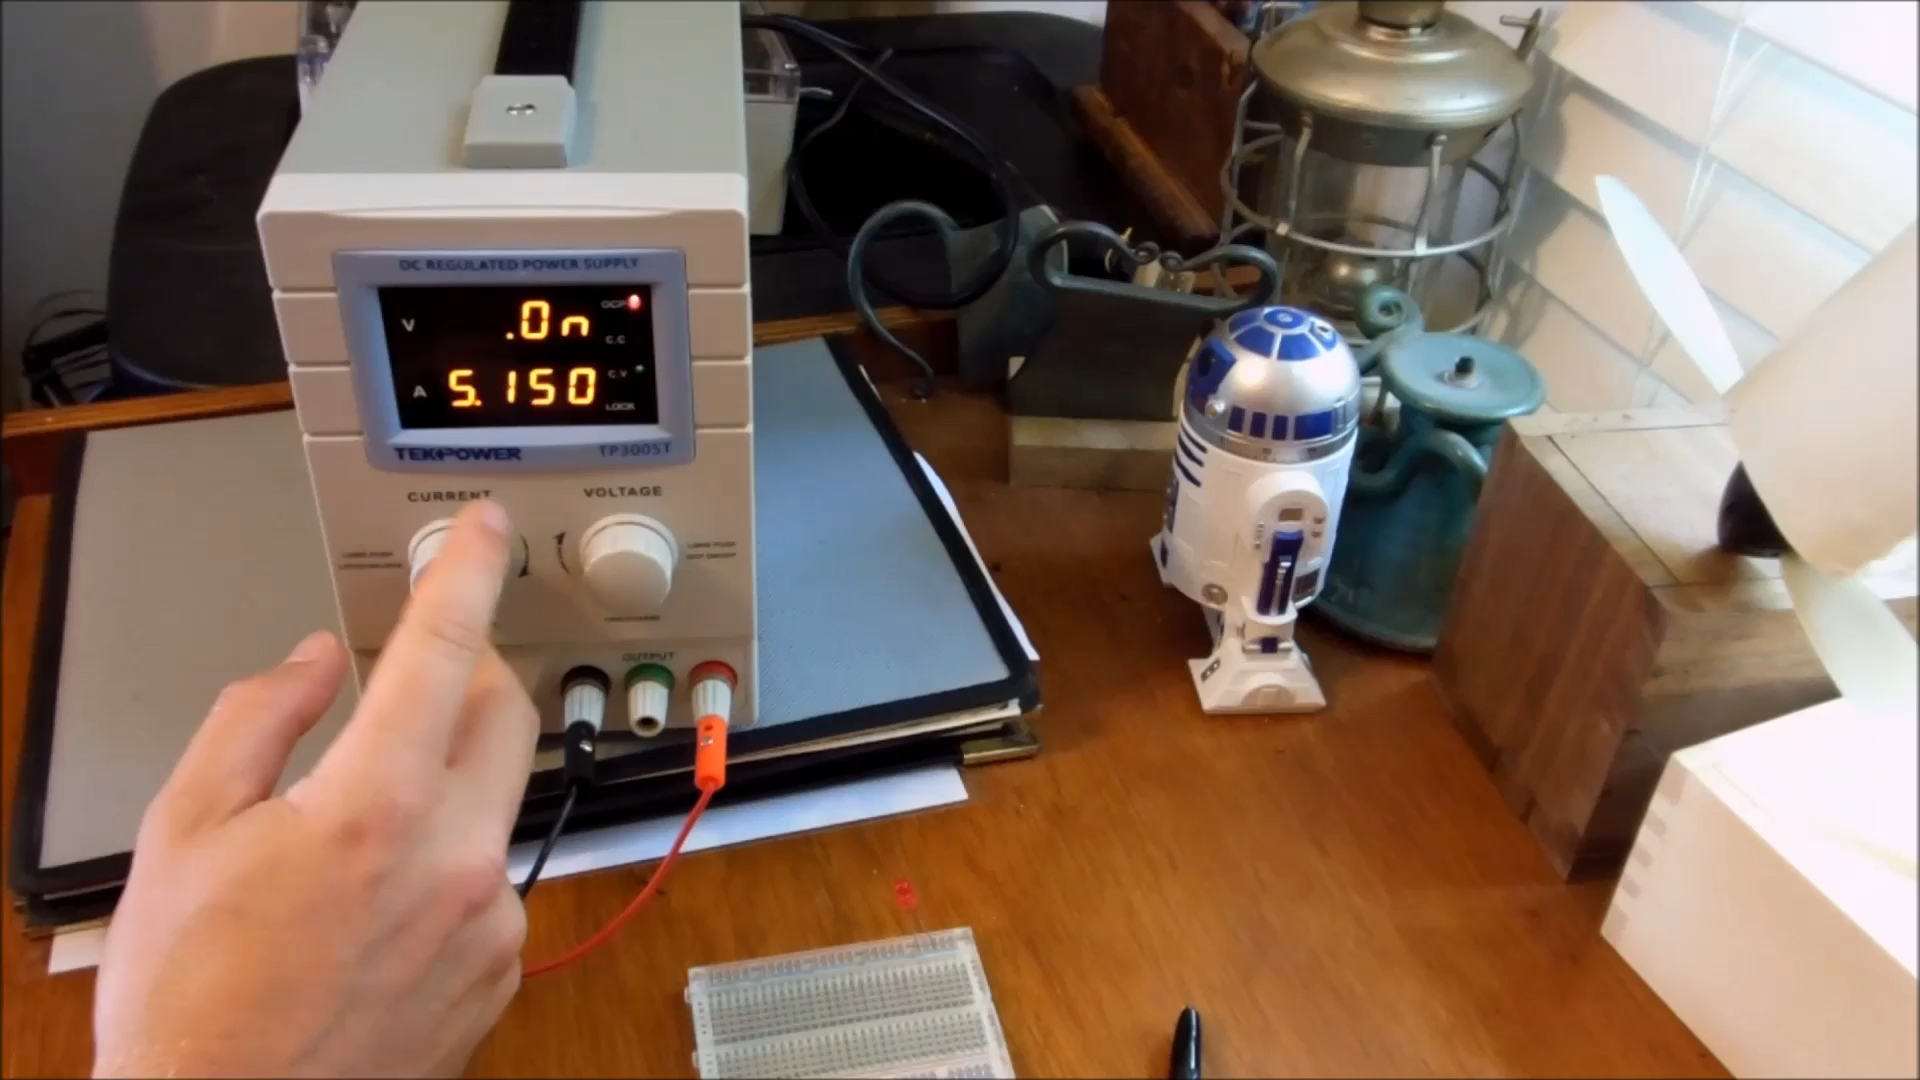 DC REGULATED POWER SUPPLY
V .0n OCP
C.C
A 5.150 C.V
LOCK
TEKPOWER TP3005T
CURRENT VOLTAGE
OUTPUT